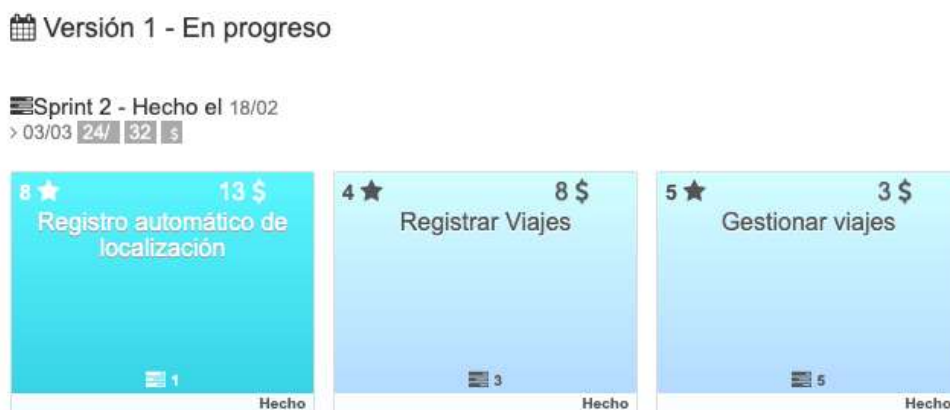 Versión 1 - En progreso
Sprint 2 - Hecho el 18/02
> 03/03 24/ 32 $
8 13 $
Registro automático de
localización
1
Hecho
4 8 $
Registrar Viajes
3
Hecho
5 3 $
Gestionar viajes
5
Hecho